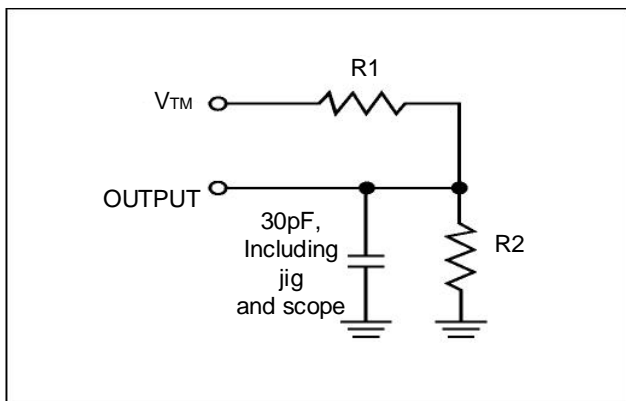 R1
VTM
OUTPUT
30pF,
Including
jig
and scope
R2